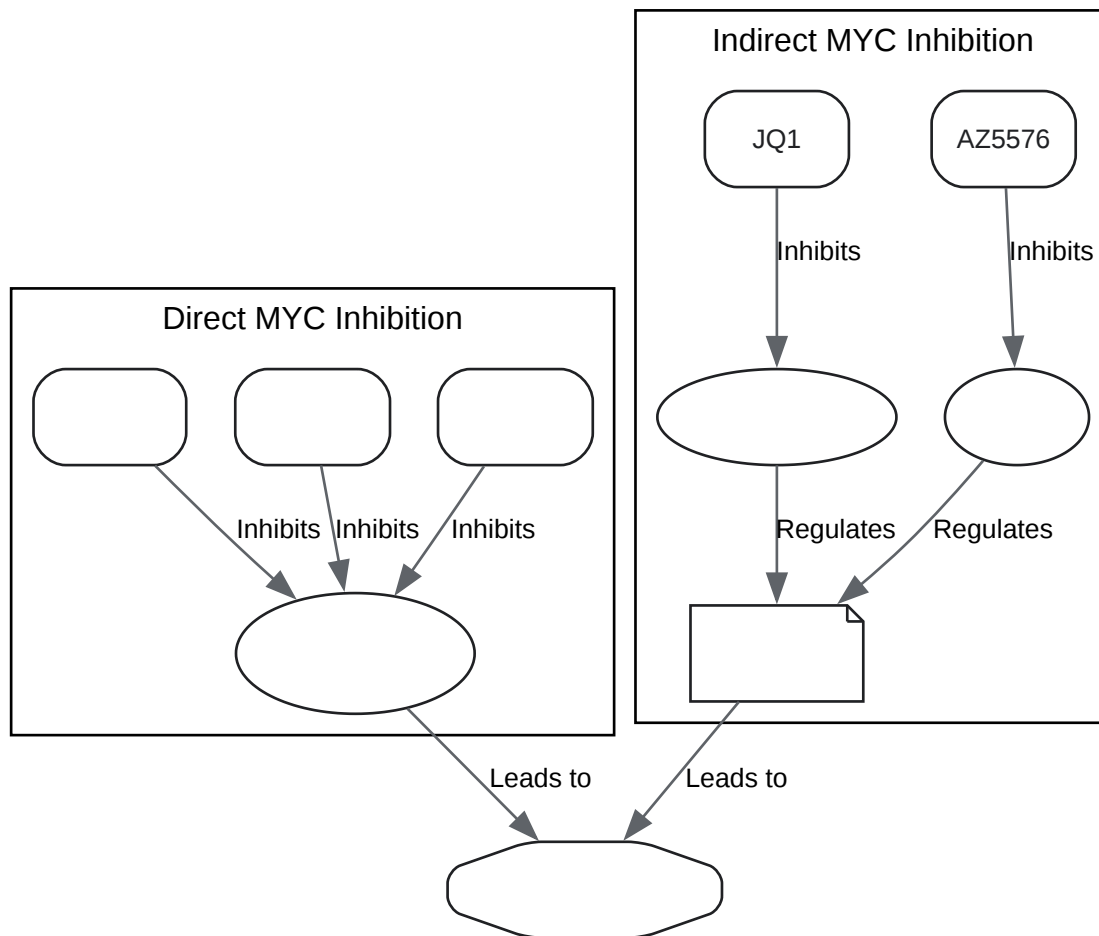 Indirect MYC Inhibition
JQ1
AZ5576
Inhibits
Inhibits
Direct MYC Inhibition
Inhibits
Inhibits
Inhibits
Regulates
Regulates
Leads to
Leads to